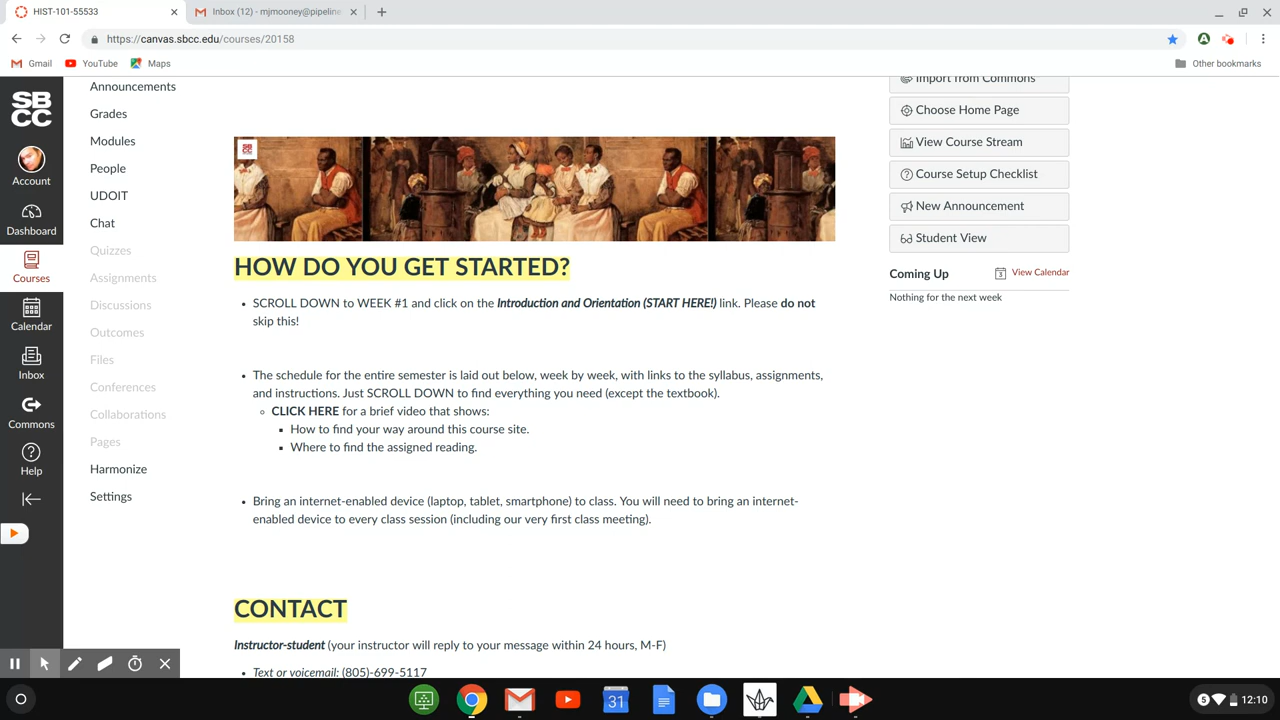 HIST-101-55533
Inbox (12) - mjmooney@pipeline
https://canvas.sbcc.edu/courses/20158
Gmail
YouTube
Maps
Other bookmarks
SB
CC
Account
Dashboard
Courses
Calendar
Inbox
Commons
Help
Announcements
Grades
Modules
People
UDOIT
Chat
Quizzes
Assignments
Discussions
Outcomes
Files
Conferences
Collaborations
Pages
Harmonize
Settings
SB
CC
HOW DO YOU GET STARTED?
SCROLL DOWN to WEEK #1 and click on the Introduction and Orientation (START HERE!) link. Please do not
skip this!
The schedule for the entire semester is laid out below, week by week, with links to the syllabus, assignments,
and instructions. Just SCROLL DOWN to find everything you need (except the textbook).
CLICK HERE for a brief video that shows:
How to find your way around this course site.
Where to find the assigned reading.
Bring an internet-enabled device (laptop, tablet, smartphone) to class. You will need to bring an internet-
enabled device to every class session (including our very first class meeting).
CONTACT
Instructor-student (your instructor will reply to your message within 24 hours, M-F)
Text or voicemail: (805)-699-5117
Import from Commons
Choose Home Page
View Course Stream
Course Setup Checklist
New Announcement
Student View
Coming Up
View Calendar
Nothing for the next week
31
5
12:10